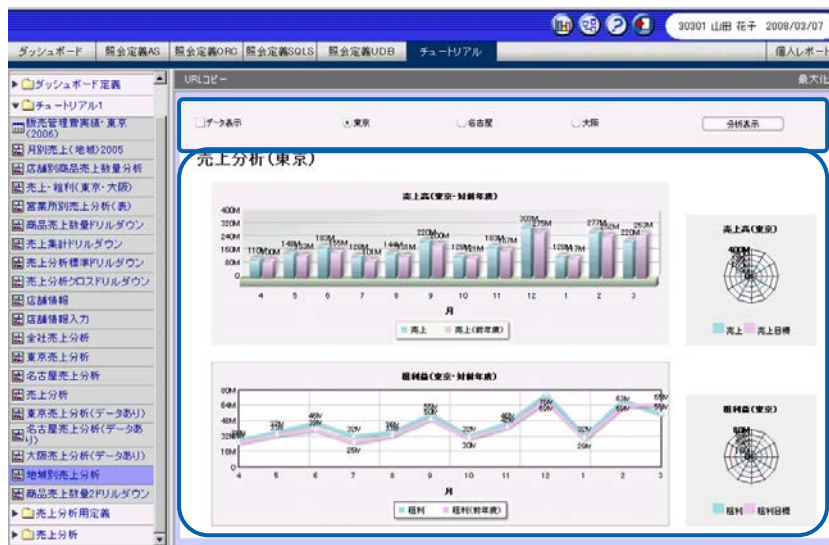 30301 山田 花子 2008/03/07
ダッシュボード 照会定義AS 照会定義ORC 照会定義SQLS 照会定義UDB チュートリアル 個人レポート
ダッシュボード定義
チュートリアル1
販売管理費実績・東京
(2006)
月別売上(地域)2005
店舗別商品売上数量分析
売上・粗利(東京・大阪)
営業所別売上分析(表)
商品売上数量ドリルダウン
売上集計ドリルダウン
売上分析標準ドリルダウン
売上分析クロスドリルダウン
店舗情報
店舗情報入力
全社売上分析
東京売上分析
名古屋売上分析
売上分析
東京売上分析(データあり)
名古屋売上分析(データあ
り)
大阪売上分析(データあり)
地域別売上分析
商品売上数量2ドリルダウン
売上分析用定義
売上分析
URLコピー 最大化
データ表示 東京 名古屋 大阪 分析表示
売上分析(東京)
売上高(東京・対前年度)
400M
320M
240M
160M
80M
0
4 5 6 7 8 9 10 11 12 1 2 3
月
売上 売上(前年度)
売上高(東京)
売上 売上目標
粗利益(東京・対前年度)
80M
64M
48M
32M
16M
0
4 5 6 7 8 9 10 11 12 1 2 3
月
粗利 粗利(前年度)
粗利益(東京)
粗利 粗利目標